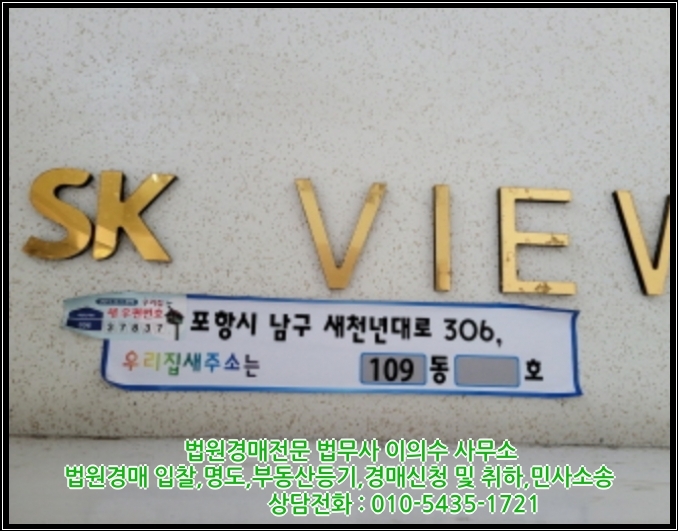 SK VIEW
새우편번호
37837
포항시 남구 새천년대로 306,
우리집새주소는 109 동 호
법원경매전문 법무사 이의수 사무소
법원경매 입찰,명도,부동산등기,경매신청 및 취하,민사소송
상담전화 : 010-5435-1721